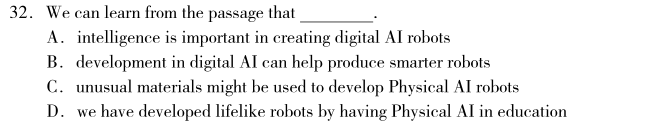 32. We can learn from the passage that ________.
A. intelligence is important in creating digital AI robots
B. development in digital AI can help produce smarter robots
C. unusual materials might be used to develop Physical AI robots
D. we have developed lifelike robots by having Physical AI in education